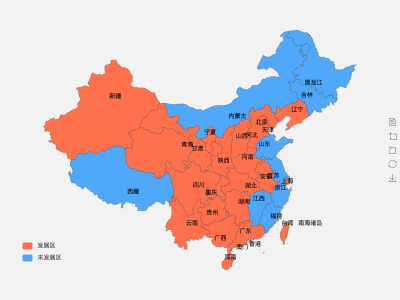 黑龙江
吉林
新疆
辽宁
内蒙古
北京
天津
宁夏
山西
河北
山东
青海
甘肃
河南
陕西
江苏
安徽
上海
四川
湖北
浙江
西藏
重庆
湖南
江西
贵州
福建
云南
台湾
南海诸岛
广东
广西
香港
澳门
海南
发展区
未发展区